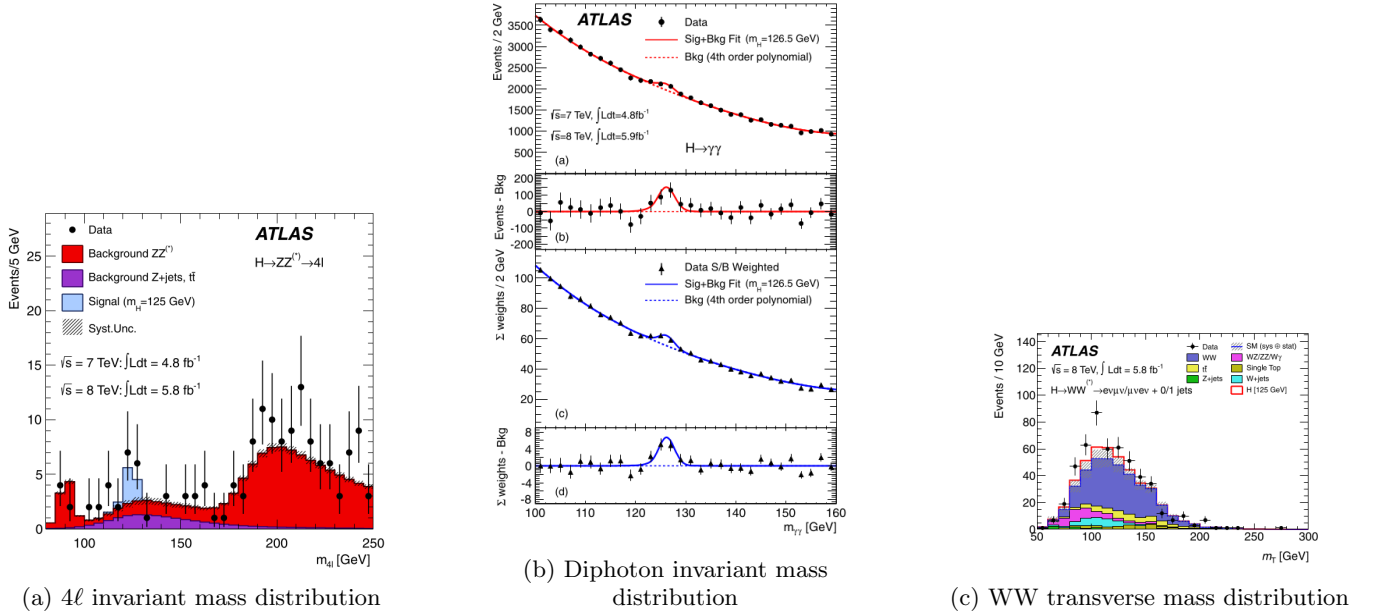 Events/5 GeV
25
20
15
10
5
0
100
150
200
250
m4l [GeV]
Data
Background ZZ(*)
Background Z+jets, tt̄
Signal (mH=125 GeV)
Syst.Unc.
√s = 7 TeV: ∫Ldt = 4.8 fb-1
√s = 8 TeV: ∫Ldt = 5.8 fb-1
ATLAS
H→ZZ(*)→4l
(a) 4ℓ invariant mass distribution
Events / 2 GeV
3500
3000
2500
2000
1500
1000
500
ATLAS
Data
Sig+Bkg Fit (mH=126.5 GeV)
Bkg (4th order polynomial)
√s=7 TeV, ∫Ldt=4.8fb-1
√s=8 TeV, ∫Ldt=5.9fb-1
H→γγ
(a)
Events - Bkg
200
100
0
-100
-200
(b)
Σ weights / 2 GeV
100
80
60
40
20
Data S/B Weighted
Sig+Bkg Fit (mH=126.5 GeV)
Bkg (4th order polynomial)
(c)
Σ weights - Bkg
8
4
0
-4
-8
(d)
100
110
120
130
140
150
160
mγγ [GeV]
(b) Diphoton invariant mass
distribution
Events / 10 GeV
140
120
100
80
60
40
20
0
50
100
150
200
250
300
mT [GeV]
ATLAS
√s = 8 TeV, ∫Ldt = 5.8 fb-1
H→WW(*)→eνμν/μνeν + 0/1 jets
Data
SM (sys ⊕ stat)
WW
WZ/ZZ/Wγ
tt̄
Single Top
Z+jets
W+jets
H [125 GeV]
(c) WW transverse mass distribution